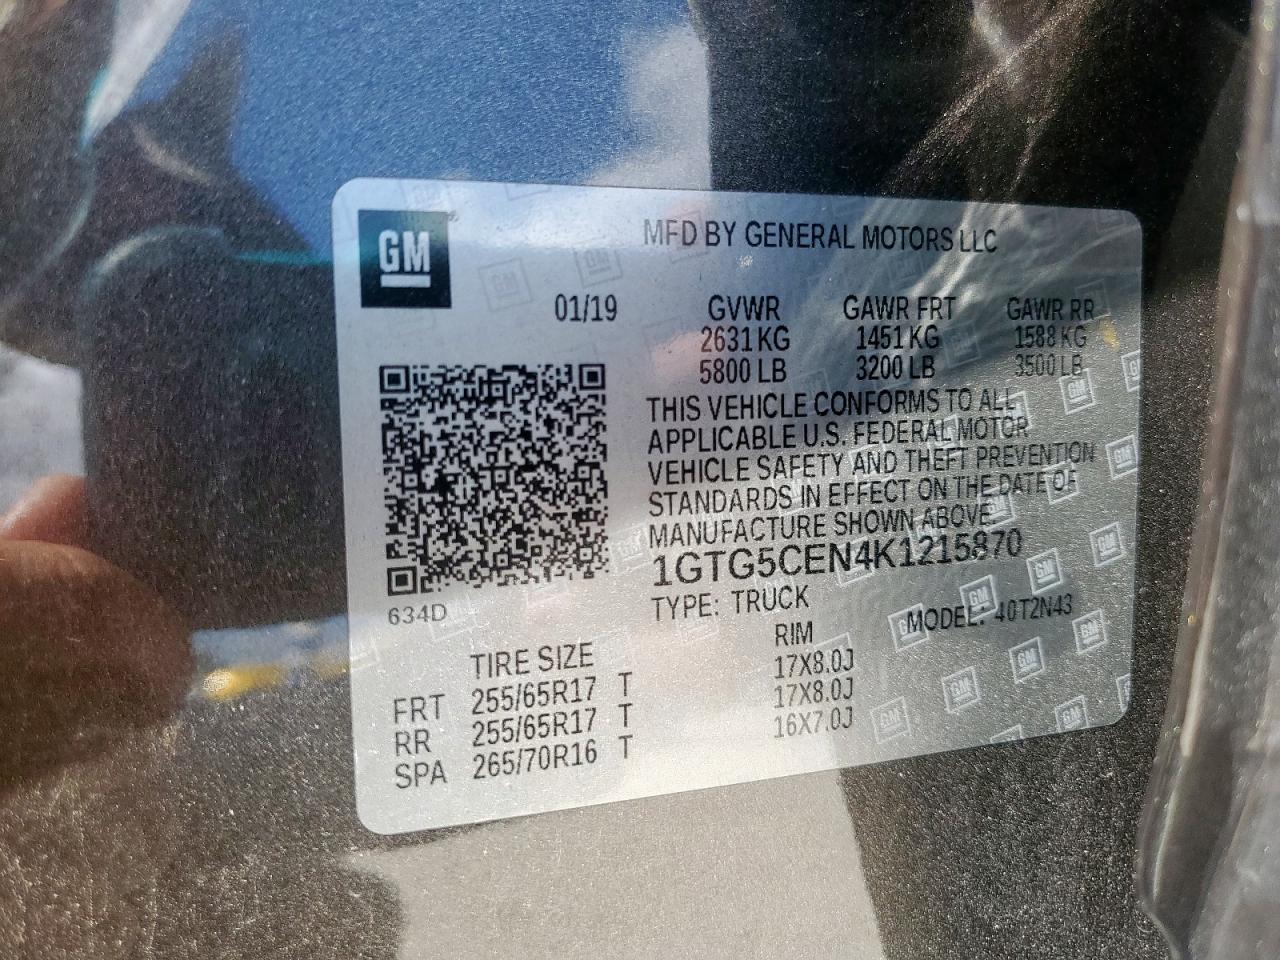 GM
MFD BY GENERAL MOTORS LLC
01/19 GVWR GAWR FRT GAWR RR
2631 KG 1451 KG 1588 KG
5800 LB 3200 LB 3500 LB
THIS VEHICLE CONFORMS TO ALL
APPLICABLE U.S. FEDERAL MOTOR
VEHICLE SAFETY AND THEFT PREVENTION
STANDARDS IN EFFECT ON THE DATE OF
MANUFACTURE SHOWN ABOVE.
1GTG5CEN4K1215870
634D
TYPE: TRUCK MODEL: 40T2N43
TIRE SIZE RIM
FRT 255/65R17 T 17X8.0J
RR 255/65R17 T 17X8.0J
SPA 265/70R16 T 16X7.0J